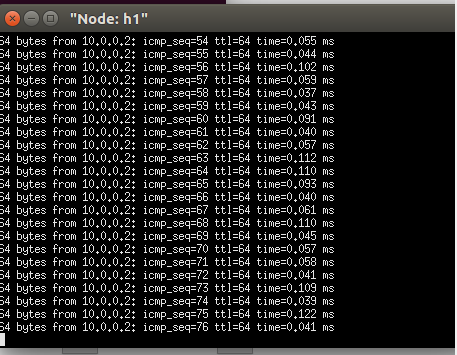 "Node: h1"
64 bytes from 10.0.0.2: icmp_seq=54 ttl=64 time=0.055 ms
64 bytes from 10.0.0.2: icmp_seq=55 ttl=64 time=0.044 ms
64 bytes from 10.0.0.2: icmp_seq=56 ttl=64 time=0.102 ms
64 bytes from 10.0.0.2: icmp_seq=57 ttl=64 time=0.059 ms
64 bytes from 10.0.0.2: icmp_seq=58 ttl=64 time=0.037 ms
64 bytes from 10.0.0.2: icmp_seq=59 ttl=64 time=0.043 ms
64 bytes from 10.0.0.2: icmp_seq=60 ttl=64 time=0.091 ms
64 bytes from 10.0.0.2: icmp_seq=61 ttl=64 time=0.040 ms
64 bytes from 10.0.0.2: icmp_seq=62 ttl=64 time=0.057 ms
64 bytes from 10.0.0.2: icmp_seq=63 ttl=64 time=0.112 ms
64 bytes from 10.0.0.2: icmp_seq=64 ttl=64 time=0.110 ms
64 bytes from 10.0.0.2: icmp_seq=65 ttl=64 time=0.093 ms
64 bytes from 10.0.0.2: icmp_seq=66 ttl=64 time=0.040 ms
64 bytes from 10.0.0.2: icmp_seq=67 ttl=64 time=0.061 ms
64 bytes from 10.0.0.2: icmp_seq=68 ttl=64 time=0.110 ms
64 bytes from 10.0.0.2: icmp_seq=69 ttl=64 time=0.045 ms
64 bytes from 10.0.0.2: icmp_seq=70 ttl=64 time=0.057 ms
64 bytes from 10.0.0.2: icmp_seq=71 ttl=64 time=0.058 ms
64 bytes from 10.0.0.2: icmp_seq=72 ttl=64 time=0.041 ms
64 bytes from 10.0.0.2: icmp_seq=73 ttl=64 time=0.109 ms
64 bytes from 10.0.0.2: icmp_seq=74 ttl=64 time=0.039 ms
64 bytes from 10.0.0.2: icmp_seq=75 ttl=64 time=0.122 ms
64 bytes from 10.0.0.2: icmp_seq=76 ttl=64 time=0.041 ms